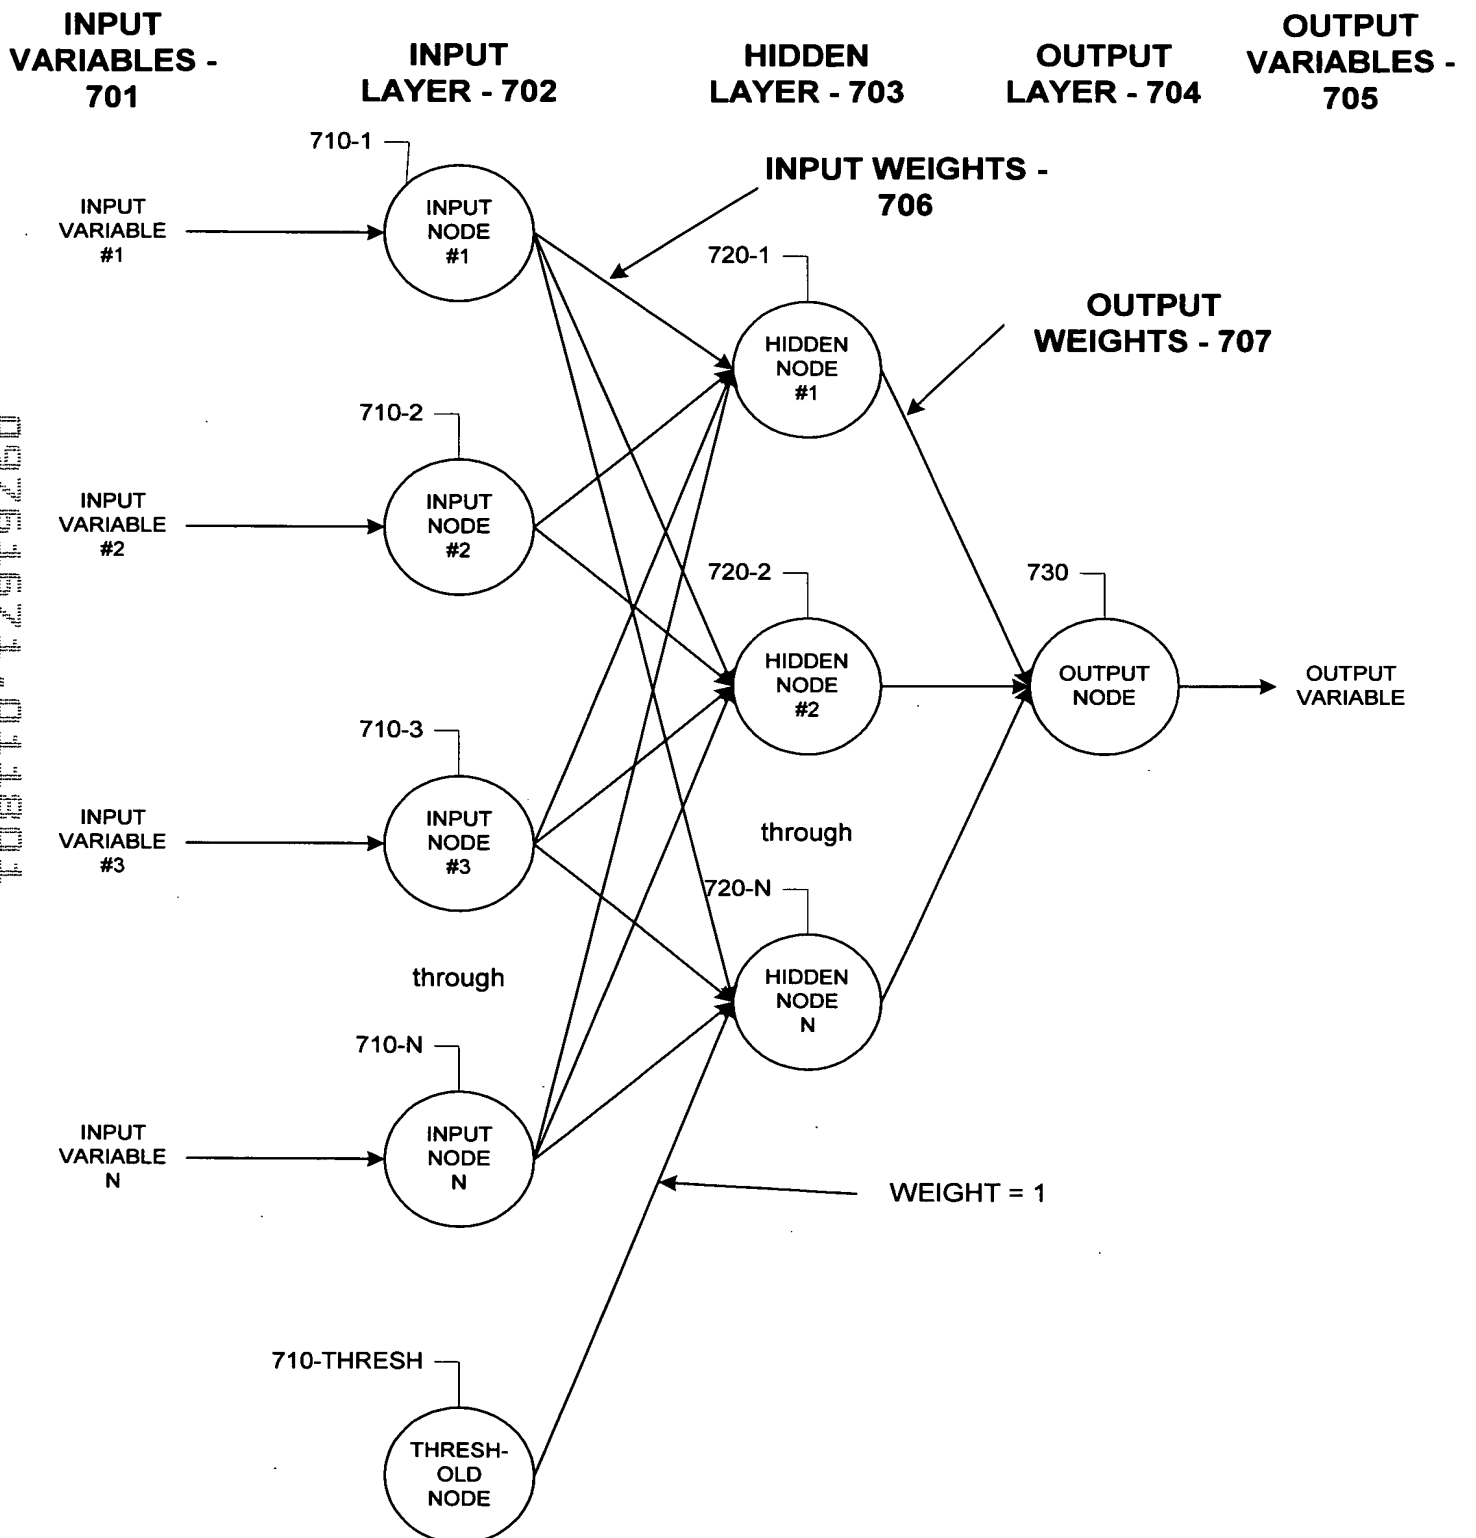 INPUT
VARIABLES -
701
INPUT
LAYER - 702
HIDDEN
LAYER - 703
OUTPUT
LAYER - 704
OUTPUT
VARIABLES -
705
710-1
INPUT WEIGHTS -
706
INPUT
VARIABLE
#1
INPUT
NODE
#1
720-1
HIDDEN
NODE
#1
OUTPUT
WEIGHTS - 707
710-2
INPUT
VARIABLE
#2
INPUT
NODE
#2
720-2
HIDDEN
NODE
#2
730
OUTPUT
NODE
OUTPUT
VARIABLE
710-3
INPUT
VARIABLE
#3
INPUT
NODE
#3
through
720-N
HIDDEN
NODE
N
through
710-N
INPUT
VARIABLE
N
INPUT
NODE
N
WEIGHT = 1
710-THRESH
THRESH-
OLD
NODE